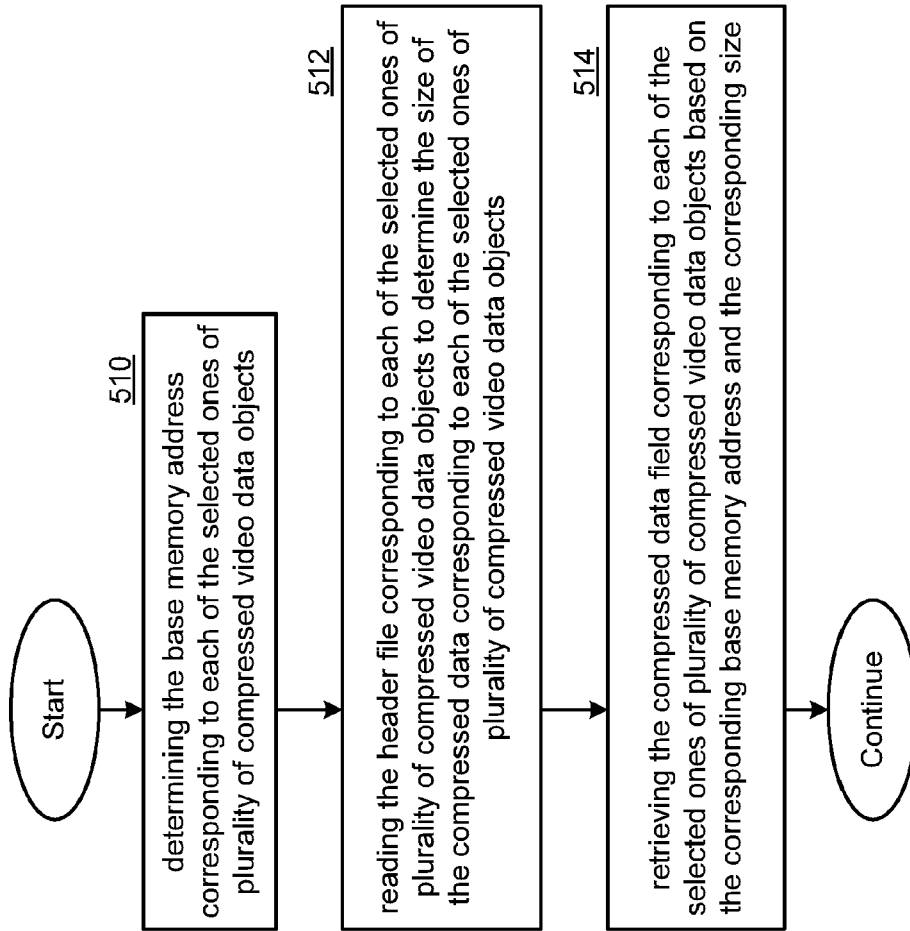 Start
510
determining the base memory address
corresponding to each of the selected ones of
plurality of compressed video data objects
512
reading the header file corresponding to each of the selected ones of
plurality of compressed video data objects to determine the size of
the compressed data corresponding to each of the selected ones of
plurality of compressed video data objects
514
retrieving the compressed data field corresponding to each of the
selected ones of plurality of compressed video data objects based on
the corresponding base memory address and the corresponding size
Continue